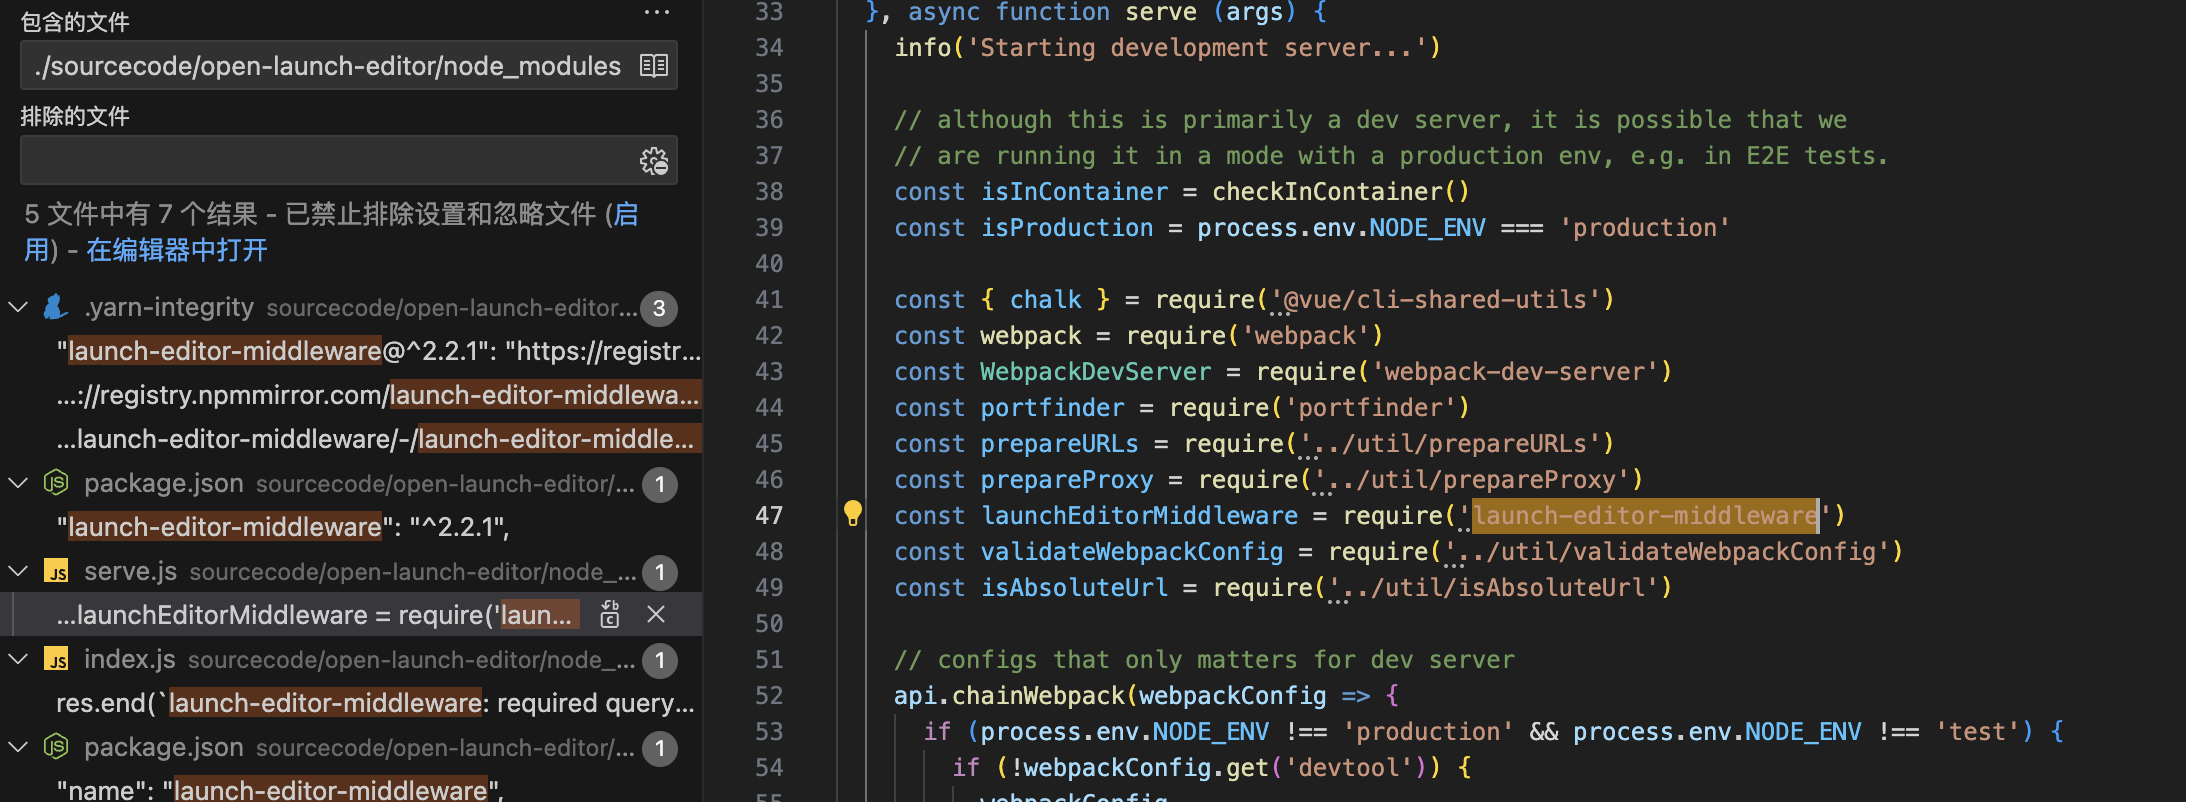 包含的文件
./sourcecode/open-launch-editor/node_modules
排除的文件
5 文件中有 7 个结果 - 已禁止排除设置和忽略文件 (启
用) - 在编辑器中打开
.yarn-integrity sourcecode/open-launch-editor... 3
"launch-editor-middleware@^2.2.1": "https://registr...
...://registry.npmmirror.com/launch-editor-middlewa...
...launch-editor-middleware/-/launch-editor-middle...
package.json sourcecode/open-launch-editor/... 1
"launch-editor-middleware": "^2.2.1",
serve.js sourcecode/open-launch-editor/node_... 1
...launchEditorMiddleware = require('laun...
index.js sourcecode/open-launch-editor/node_... 1
res.end(`launch-editor-middleware: required query...
package.json sourcecode/open-launch-editor/... 1
"name": "launch-editor-middleware",
33 }, async function serve (args) {
34 info('Starting development server...')
35
36 // although this is primarily a dev server, it is possible that we
37 // are running it in a mode with a production env, e.g. in E2E tests.
38 const isInContainer = checkInContainer()
39 const isProduction = process.env.NODE_ENV === 'production'
40
41 const { chalk } = require('@vue/cli-shared-utils')
42 const webpack = require('webpack')
43 const WebpackDevServer = require('webpack-dev-server')
44 const portfinder = require('portfinder')
45 const prepareURLs = require('../util/prepareURLs')
46 const prepareProxy = require('../util/prepareProxy')
47 const launchEditorMiddleware = require('launch-editor-middleware')
48 const validateWebpackConfig = require('../util/validateWebpackConfig')
49 const isAbsoluteUrl = require('../util/isAbsoluteUrl')
50
51 // configs that only matters for dev server
52 api.chainWebpack(webpackConfig => {
53 if (process.env.NODE_ENV !== 'production' && process.env.NODE_ENV !== 'test') {
54 if (!webpackConfig.get('devtool')) {
55 webpackConfig